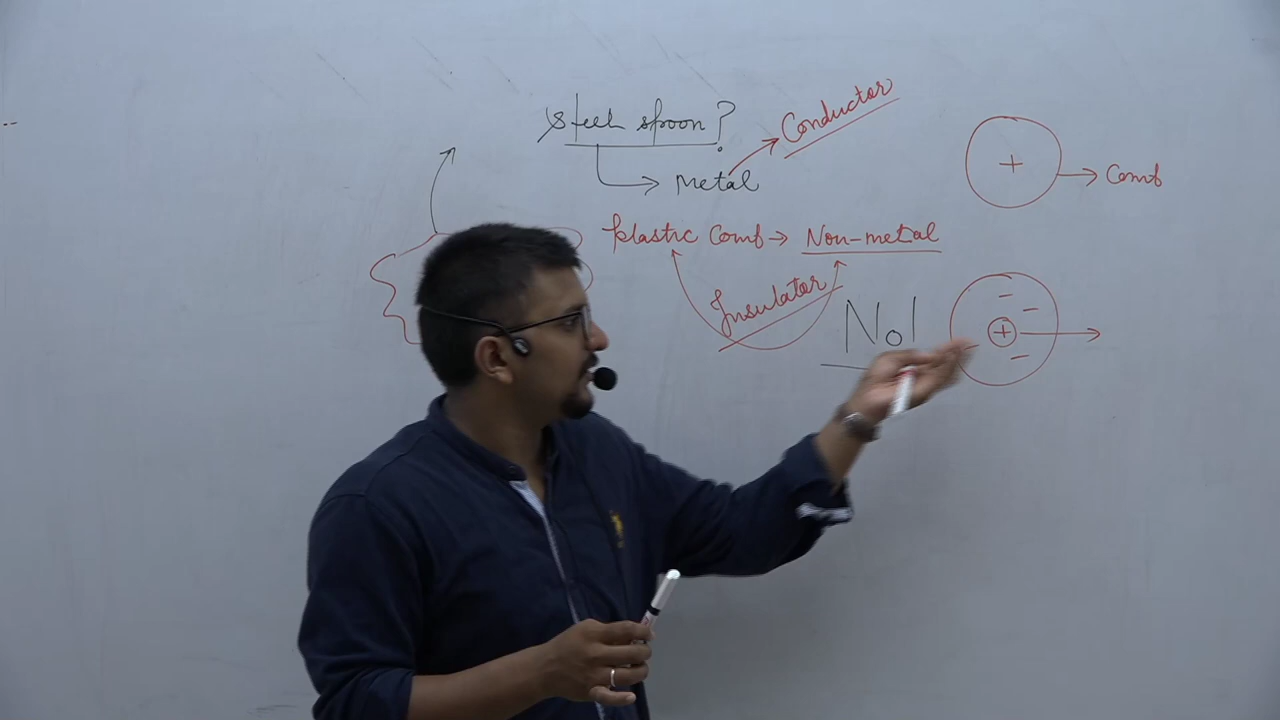 Steel spoon?
Conductor
Metal
+ → Comb
Plastic Comb → Non-metal
Insulator
No!
−
−
+
−
−